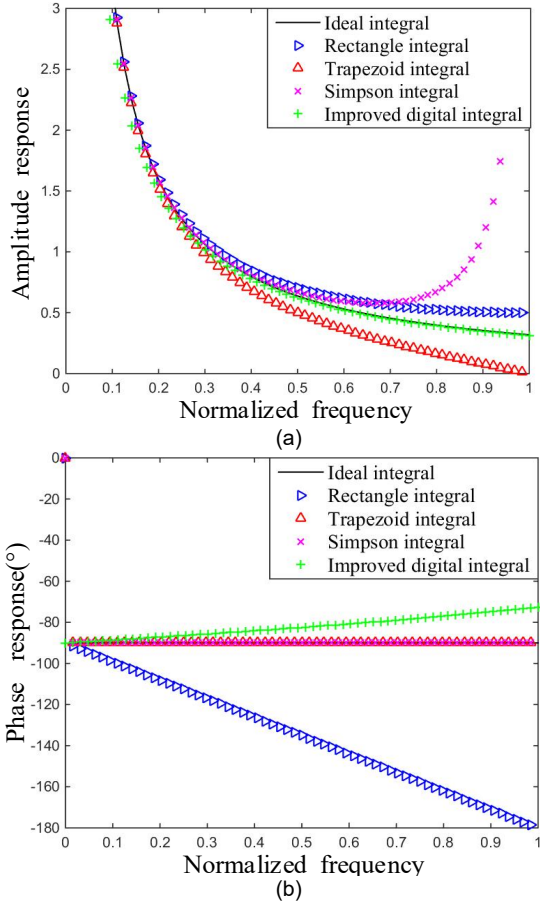 3
2.5
2
1.5
1
0.5
0
Amplitude response
Ideal integral
Rectangle integral
Trapezoid integral
Simpson integral
Improved digital integral
0 0.1 0.2 0.3 0.4 0.5 0.6 0.7 0.8 0.9 1
Normalized frequency
(a)
0
-20
-40
-60
-80
-100
-120
-140
-160
-180
Phase response(°)
Ideal integral
Rectangle integral
Trapezoid integral
Simpson integral
Improved digital integral
0 0.1 0.2 0.3 0.4 0.5 0.6 0.7 0.8 0.9 1
Normalized frequency
(b)